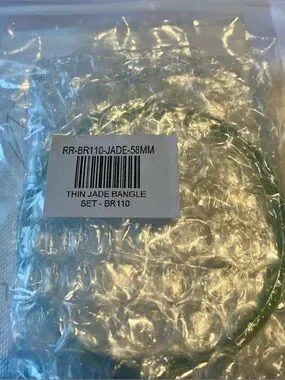 RR-BR110-JADE-58MM
THIN JADE BANGLE
SET - BR110